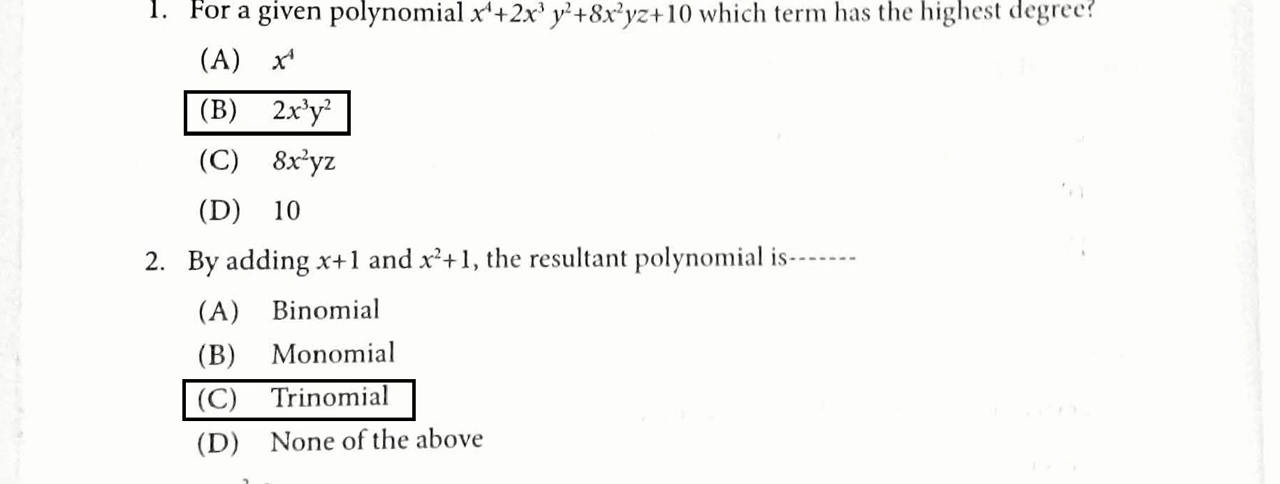 1. For a given polynomial x⁴+2x³ y²+8x²yz+10 which term has the highest degree?
(A) x⁴
(B) 2x³y²
(C) 8x²yz
(D) 10
2. By adding x+1 and x²+1, the resultant polynomial is-------
(A) Binomial
(B) Monomial
(C) Trinomial
(D) None of the above